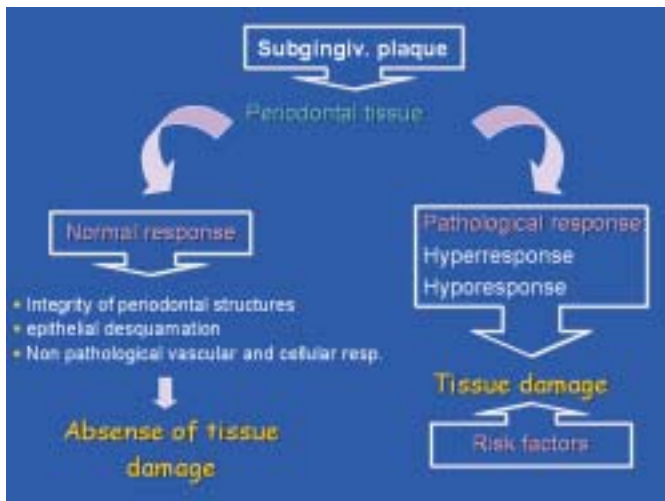 Subgingiv. plaque
Periodontal tissue
Normal response
• Integrity of periodontal structures
• epithelial desquamation
• Non pathological vascular and cellular resp.
Absense of tissue
damage
Pathological response:
Hyperresponse
Hyporesponse
Tissue damage
Risk factors